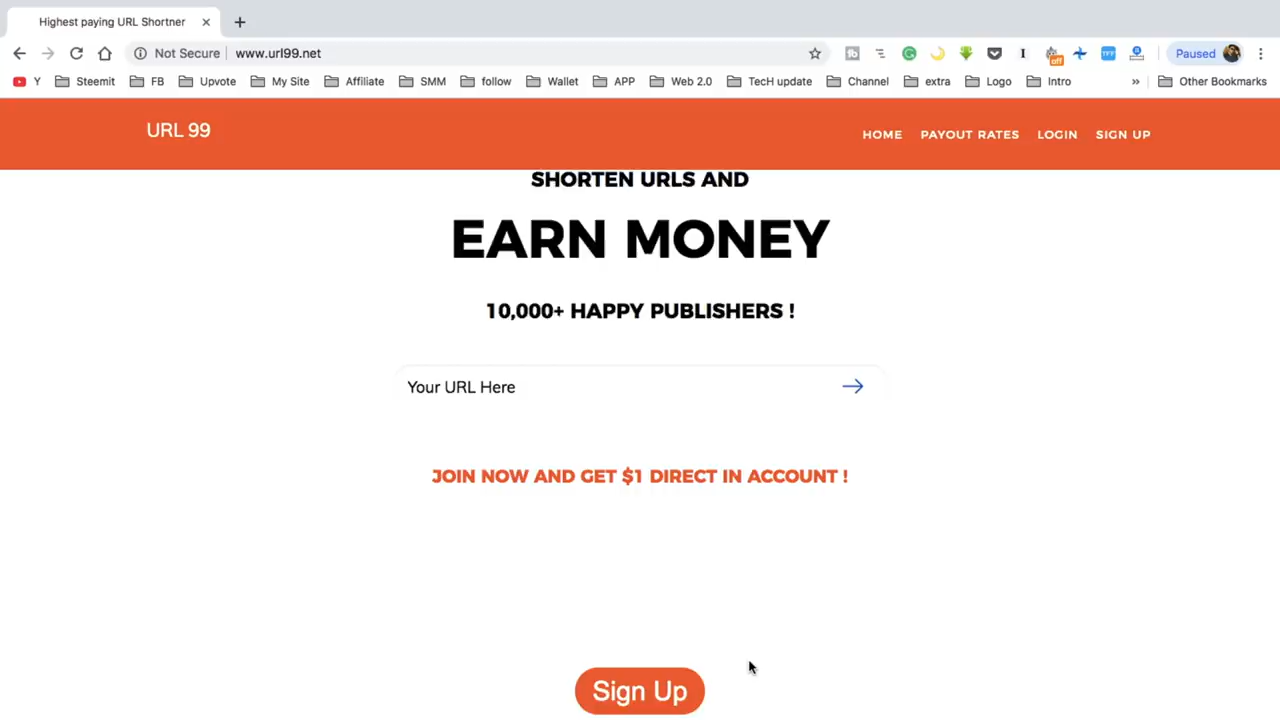 Highest paying URL Shortner
Not Secure www.url99.net Paused
Y Steemit FB Upvote My Site Affiliate SMM follow Wallet APP Web 2.0 TecH update Channel extra Logo Intro » Other Bookmarks
URL 99 HOME PAYOUT RATES LOGIN SIGN UP
SHORTEN URLS AND
EARN MONEY
10,000+ HAPPY PUBLISHERS !
Your URL Here
JOIN NOW AND GET $1 DIRECT IN ACCOUNT !
Sign Up